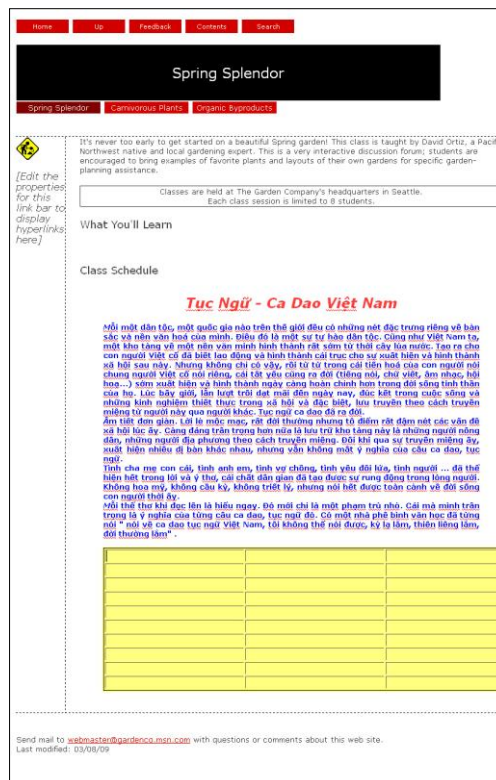 Home Up Feedback Contents Search
Spring Splendor
Spring Splendor Carnivorous Plants Organic Byproducts
It's never too early to get started on a beautiful Spring garden! This class is taught by David Ortiz, a Pacif
Northwest native and local gardening expert. This is a very interactive discussion forum; students are
encouraged to bring examples of favorite plants and layouts of their own gardens for specific garden-
planning assistance.
[Edit the
properties
for this
link bar to
display
hyperlinks
here]
Classes are held at The Garden Company's headquarters in Seattle.
Each class session is limited to 8 students.
What You'll Learn
Class Schedule
Tục Ngữ - Ca Dao Việt Nam
Mỗi một dân tộc, một quốc gia nào trên thế giới đều có những nét đặc trưng riêng về bản
sắc và nền văn hoá của mình. Điều đó là một sự tự hào dân tộc. Cũng như Việt Nam ta,
một kho tàng về một nền văn minh hình thành rất sớm từ thời cây lúa nước. Tạo ra cho
con người Việt cổ đã biết lao động và hình thành cái trục cho sự xuất hiện và hình thành
xã hội sau này. Nhưng không chỉ có vậy, rồi từ từ trong cái tiến hoá của con người nói
chung người Việt cổ nói riêng, cái tất yếu cũng ra đời (tiếng nói, chữ viết, âm nhạc, hội
hoạ...) sớm xuất hiện và hình thành ngày càng hoàn chỉnh hơn trong đời sống tinh thần
của họ. Lúc bấy giờ, lần lượt trôi dạt mãi đến ngày nay, đúc kết trong cuộc sống và
những kinh nghiệm thiết thực trong xã hội và đặc biệt, lưu truyền theo cách truyền
miệng từ người này qua người khác. Tục ngữ ca dao đã ra đời.
Âm tiết đơn giản. Lời lẽ mộc mạc, rất đời thường nhưng tô điểm rất đậm nét các vấn đề
xã hội lúc ấy. Càng đáng trân trọng hơn nữa là lưu trữ kho tàng này là những người nông
dân, những người địa phương theo cách truyền miệng. Đôi khi qua sự truyền miệng ấy,
xuất hiện nhiều dị bản khác nhau, nhưng vẫn không mất ý nghĩa của câu ca dao, tục
ngữ.
Tình cha mẹ con cái, tình anh em, tình vợ chồng, tình yêu đôi lứa, tình người ... đã thể
hiện hết trong lời và ý thơ, cái chất dân gian đã tạo được sự rung động trong lòng người.
Không hoa mỹ, không cầu kỳ, không triết lý, nhưng nói hết được toàn cảnh về đời sống
con người thời ấy.
Mỗi thể thơ khi đọc lên là hiểu ngay. Đó mới chỉ là một phạm trù nhỏ. Cái mà mình trân
trọng là ý nghĩa của từng câu ca dao, tục ngữ đó. Có một nhà phê bình văn học đã từng
nói " nói về ca dao tục ngữ Việt Nam, tôi không thể nói được, kỳ lạ lắm, thiêng liêng lắm,
đời thường lắm" .
Send mail to webmaster@gardenco.msn.com with questions or comments about this web site.
Last modified: 03/08/09